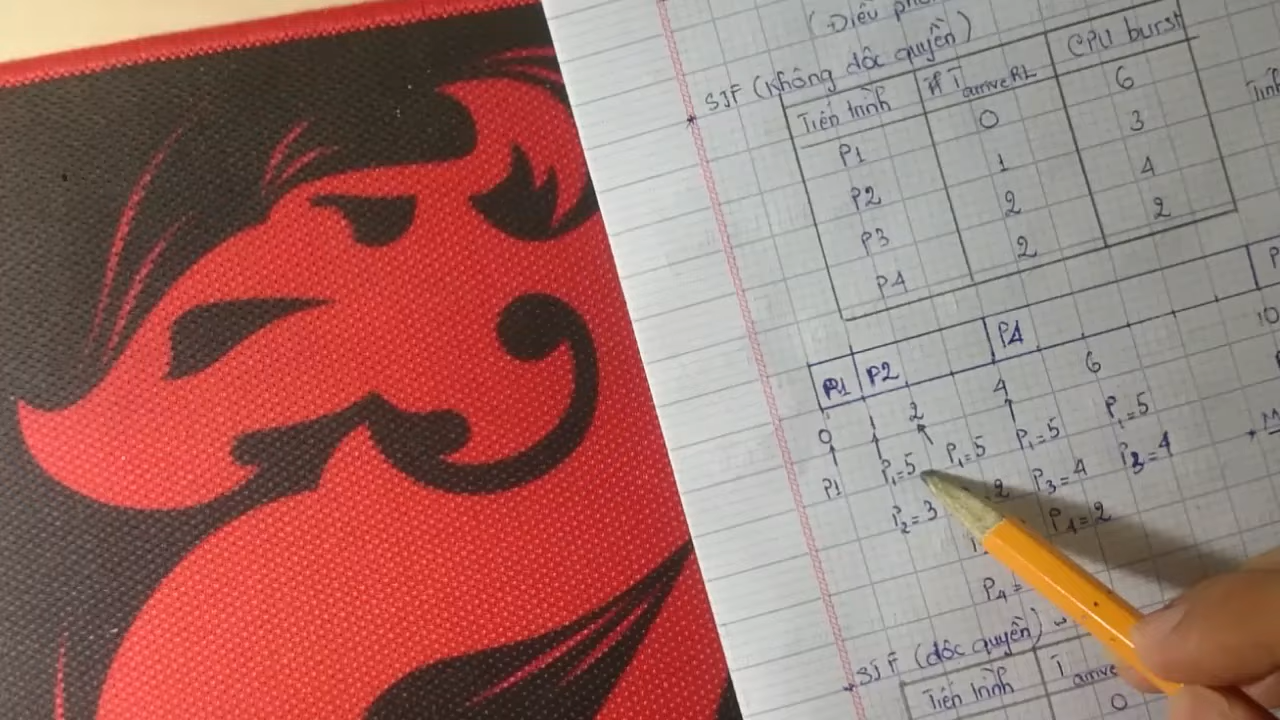 (Điều
SJF (Không độc quyền)
Tiến trình T arrive RL CPU burst
P1 0 6
P2 1 3
P3 2 4
P4 2 2
P1 P2 P4 P
0 1 2 4 6 10
P1 P1=5 P1=5 P1=5 P1=5
P2=3 2 P3=4 P3=4
P4=2
P4=
SJF (độc quyền)
Tiến trình T arrive
0